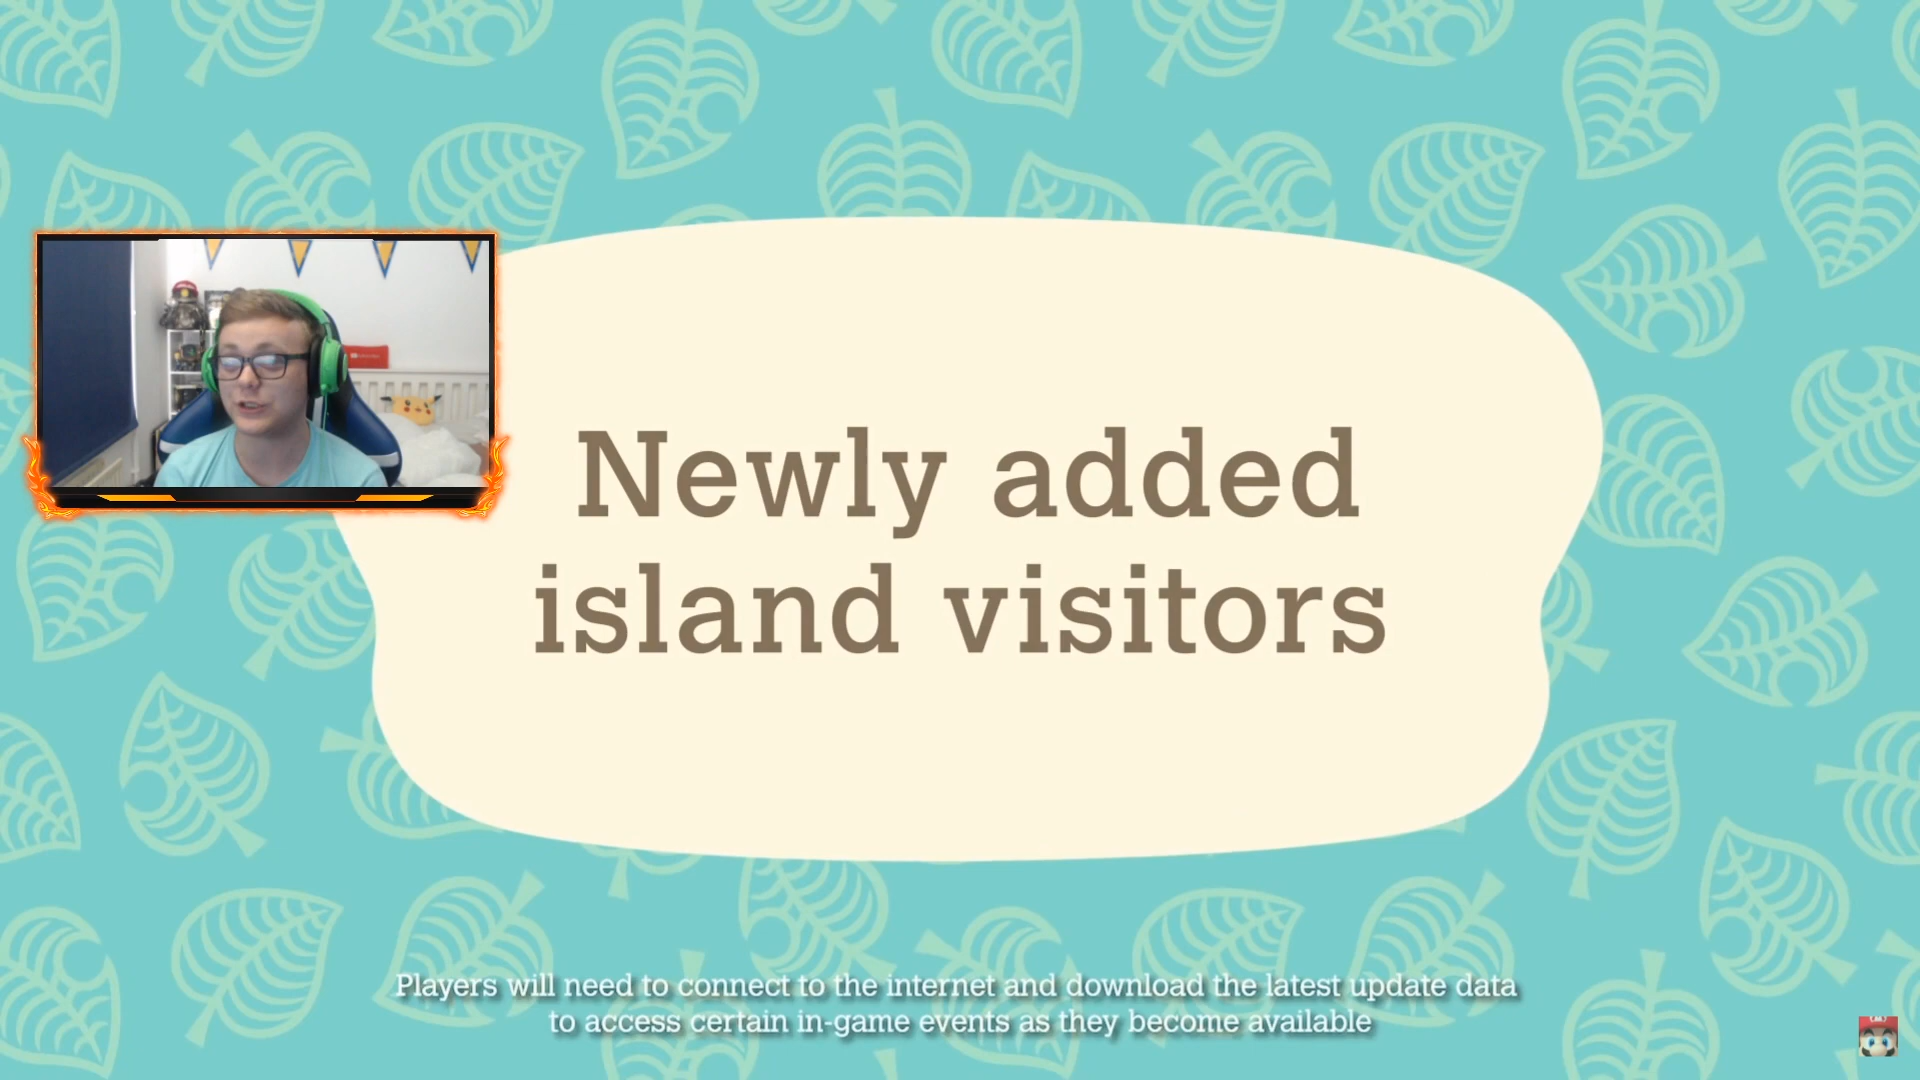 Newly added
island visitors
Players will need to connect to the internet and download the latest update data
to access certain in-game events as they become available